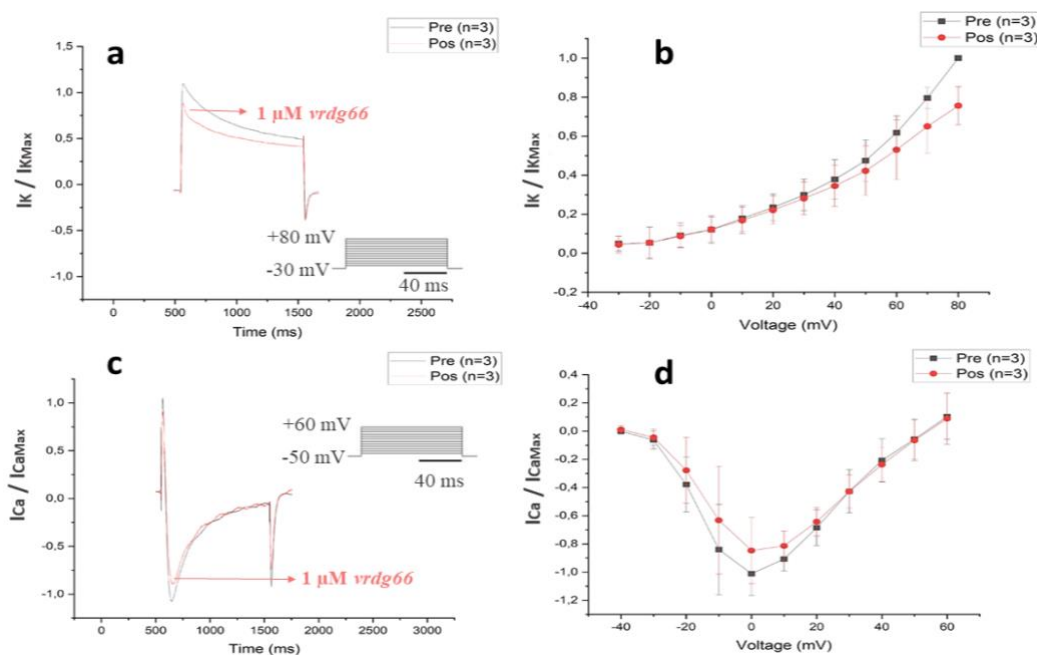 a
Pre (n=3)
Pos (n=3)
1,5
1,0
0,5
0,0
-0,5
-1,0
IK / IKMax
1 µM vrdg66
+80 mV
-30 mV
40 ms
0
500
1000
1500
2000
2500
Time (ms)
b
Pre (n=3)
Pos (n=3)
1,0
0,8
0,6
0,4
0,2
0,0
0,2
IK / IKMax
-40
-20
0
20
40
60
80
Voltage (mV)
c
Pre (n=3)
Pos (n=3)
1,0
0,5
0,0
-0,5
1,0
ICa / ICaMax
+60 mV
-50 mV
40 ms
1 µM vrdg66
0
500
1000
1500
2000
2500
3000
Time (ms)
d
Pre (n=3)
Pos (n=3)
0,4
0,2
0,0
-0,2
-0,4
-0,6
-0,8
-1,0
-1,2
ICa / ICaMax
-40
-20
0
20
40
60
Voltage (mV)